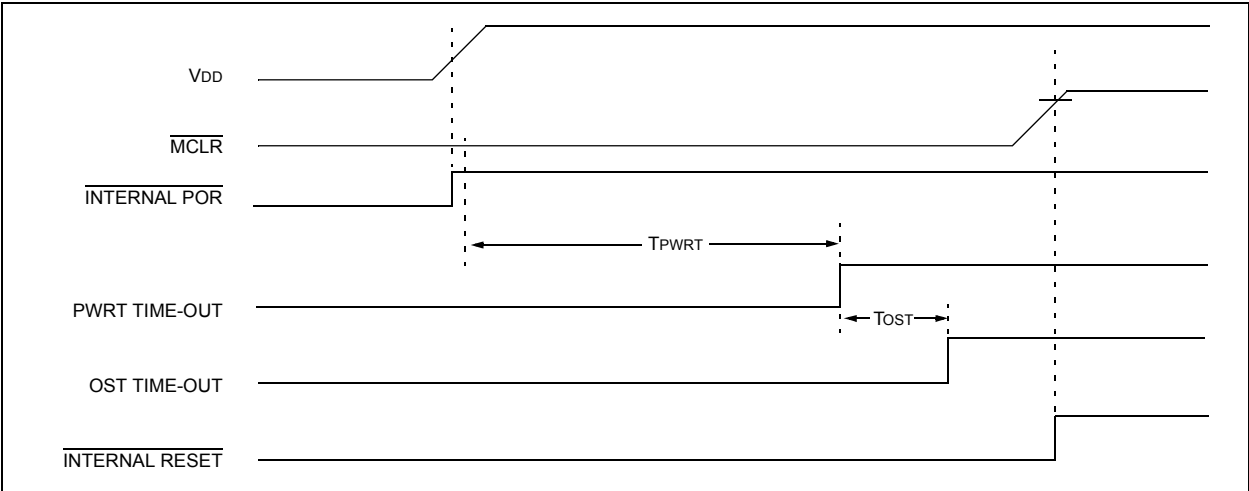 VDD
MCLR
INTERNAL POR
TPWRT
PWRT TIME-OUT
TOST
OST TIME-OUT
INTERNAL RESET